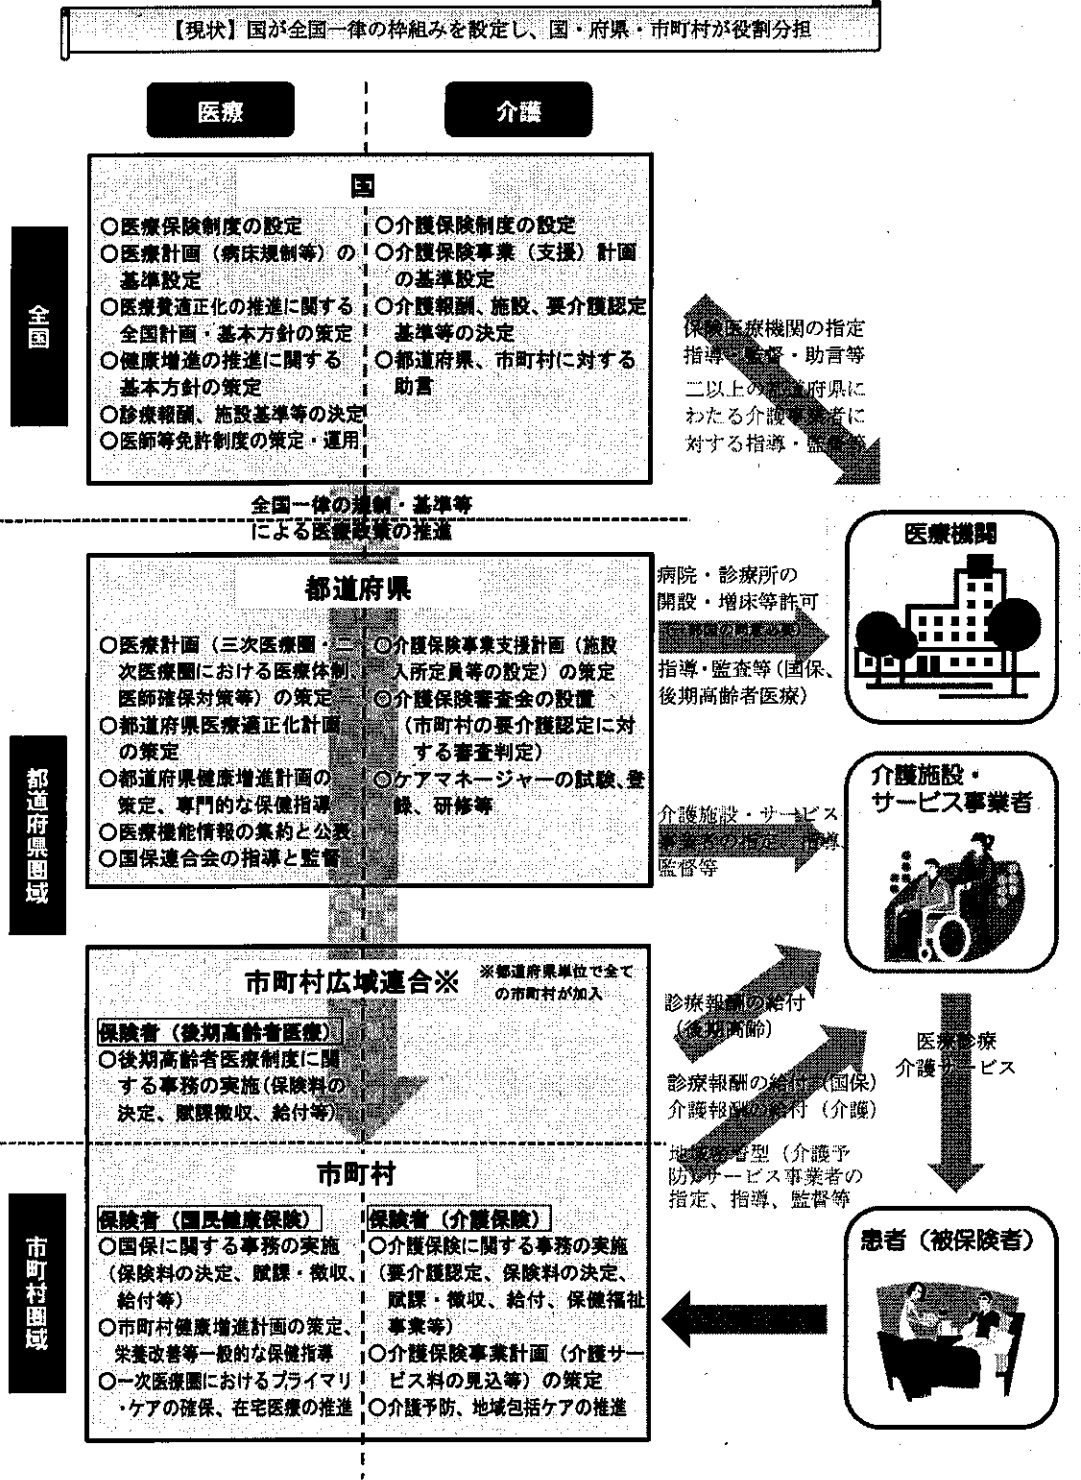 【現状】国が全国一律の枠組みを設定し、国・府県・市町村が役割分担
医療
介護
全国
国
○医療保険制度の設定
○医療計画（病床規制等）の
基準設定
○医療費適正化の推進に関する
全国計画・基本方針の策定
○健康増進の推進に関する
基本方針の策定
○診療報酬、施設基準等の決定
○医師等免許制度の策定・運用
○介護保険制度の設定
○介護保険事業（支援）計画
の基準設定
○介護報酬、施設、要介護認定
基準等の決定
○都道府県、市町村に対する
助言
保険医療機関の指定
指導・監督・助言等
二以上の都道府県に
わたる介護事業者に
対する指導・監督等
全国一律の規制・基準等
による医療政策の推進
都道府県圏域
都道府県
○医療計画（三次医療圏・二
次医療圏における医療体制、
医師確保対策等）の策定
○都道府県医療適正化計画
の策定
○都道府県健康増進計画の
策定、専門的な保健指導
○医療機能情報の集約と公表
○国保連合会の指導と監督
○介護保険事業支援計画（施設
入所定員等の設定）の策定
○介護保険審査会の設置
（市町村の要介護認定に対
する審査判定）
○ケアマネージャーの試験、登
録、研修等
病院・診療所の
開設・増床等許可
（一部国の同意必要）
指導・監査等（国保、
後期高齢者医療）
医療機関
介護施設・サービス
事業者の指定、指導、
監督等
介護施設・
サービス事業者
市町村広域連合※
※都道府県単位で全て
の市町村が加入
保険者（後期高齢者医療）
○後期高齢者医療制度に関
する事務の実施（保険料の
決定、賦課徴収、給付等）
診療報酬の給付
（後期高齢）
診療報酬の給付（国保）
介護報酬の給付（介護）
地域密着型（介護予
防）サービス事業者の
指定、指導、監督等
医療診療
介護サービス
市町村圏域
市町村
保険者（国民健康保険）
○国保に関する事務の実施
（保険料の決定、賦課・徴収、
給付等）
○市町村健康増進計画の策定、
栄養改善等一般的な保健指導
○一次医療圏におけるプライマリ
・ケアの確保、在宅医療の推進
保険者（介護保険）
○介護保険に関する事務の実施
（要介護認定、保険料の決定、
賦課・徴収、給付、保健福祉
事業等）
○介護保険事業計画（介護サー
ビス料の見込等）の策定
○介護予防、地域包括ケアの推進
患者（被保険者）